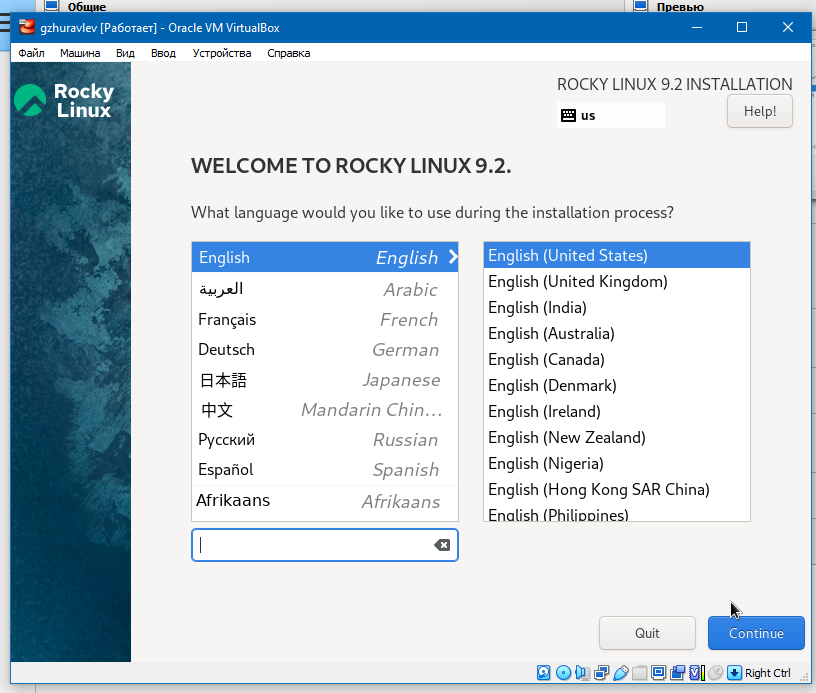 Общие
Превью
gzhuravlev [Работает] - Oracle VM VirtualBox
Файл Машина Вид Ввод Устройства Справка
Rocky
Linux
ROCKY LINUX 9.2 INSTALLATION
us
Help!
WELCOME TO ROCKY LINUX 9.2.
What language would you like to use during the installation process?
English English
العربية Arabic
Français French
Deutsch German
日本語 Japanese
中文 Mandarin Chin…
Русский Russian
Español Spanish
Afrikaans Afrikaans
English (United States)
English (United Kingdom)
English (India)
English (Australia)
English (Canada)
English (Denmark)
English (Ireland)
English (New Zealand)
English (Nigeria)
English (Hong Kong SAR China)
English (Philippines)
Quit
Continue
Right Ctrl